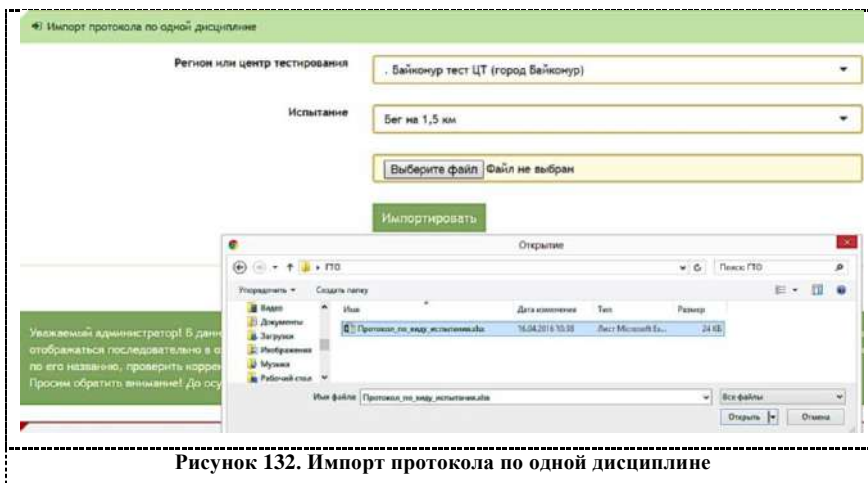 Импорт протокола по одной дисциплине
Регион или центр тестирования
. Байконур тест ЦТ (город Байконур)
Испытание
Бег на 1,5 км
Выберите файл Файл не выбран
Импортировать
Открытие
ГТО
Поиск: ГТО
Упорядочить
Создать папку
Видео
Документы
Загрузки
Изображения
Музыка
Рабочий стол
Имя
Дата изменения
Тип
Размер
Протокол_по_виду_испытания.xlsx
16.04.2016 10:38
Лист Microsoft Ex...
24 КБ
Уважаемый администратор! В данн
отображаться последовательно в о
по его названию, проверить коррек
Просим обратить внимание! До осу
Имя файла: Протокол_по_виду_испытания.xlsx
Все файлы
Открыть
Отмена
Рисунок 132. Импорт протокола по одной дисциплине